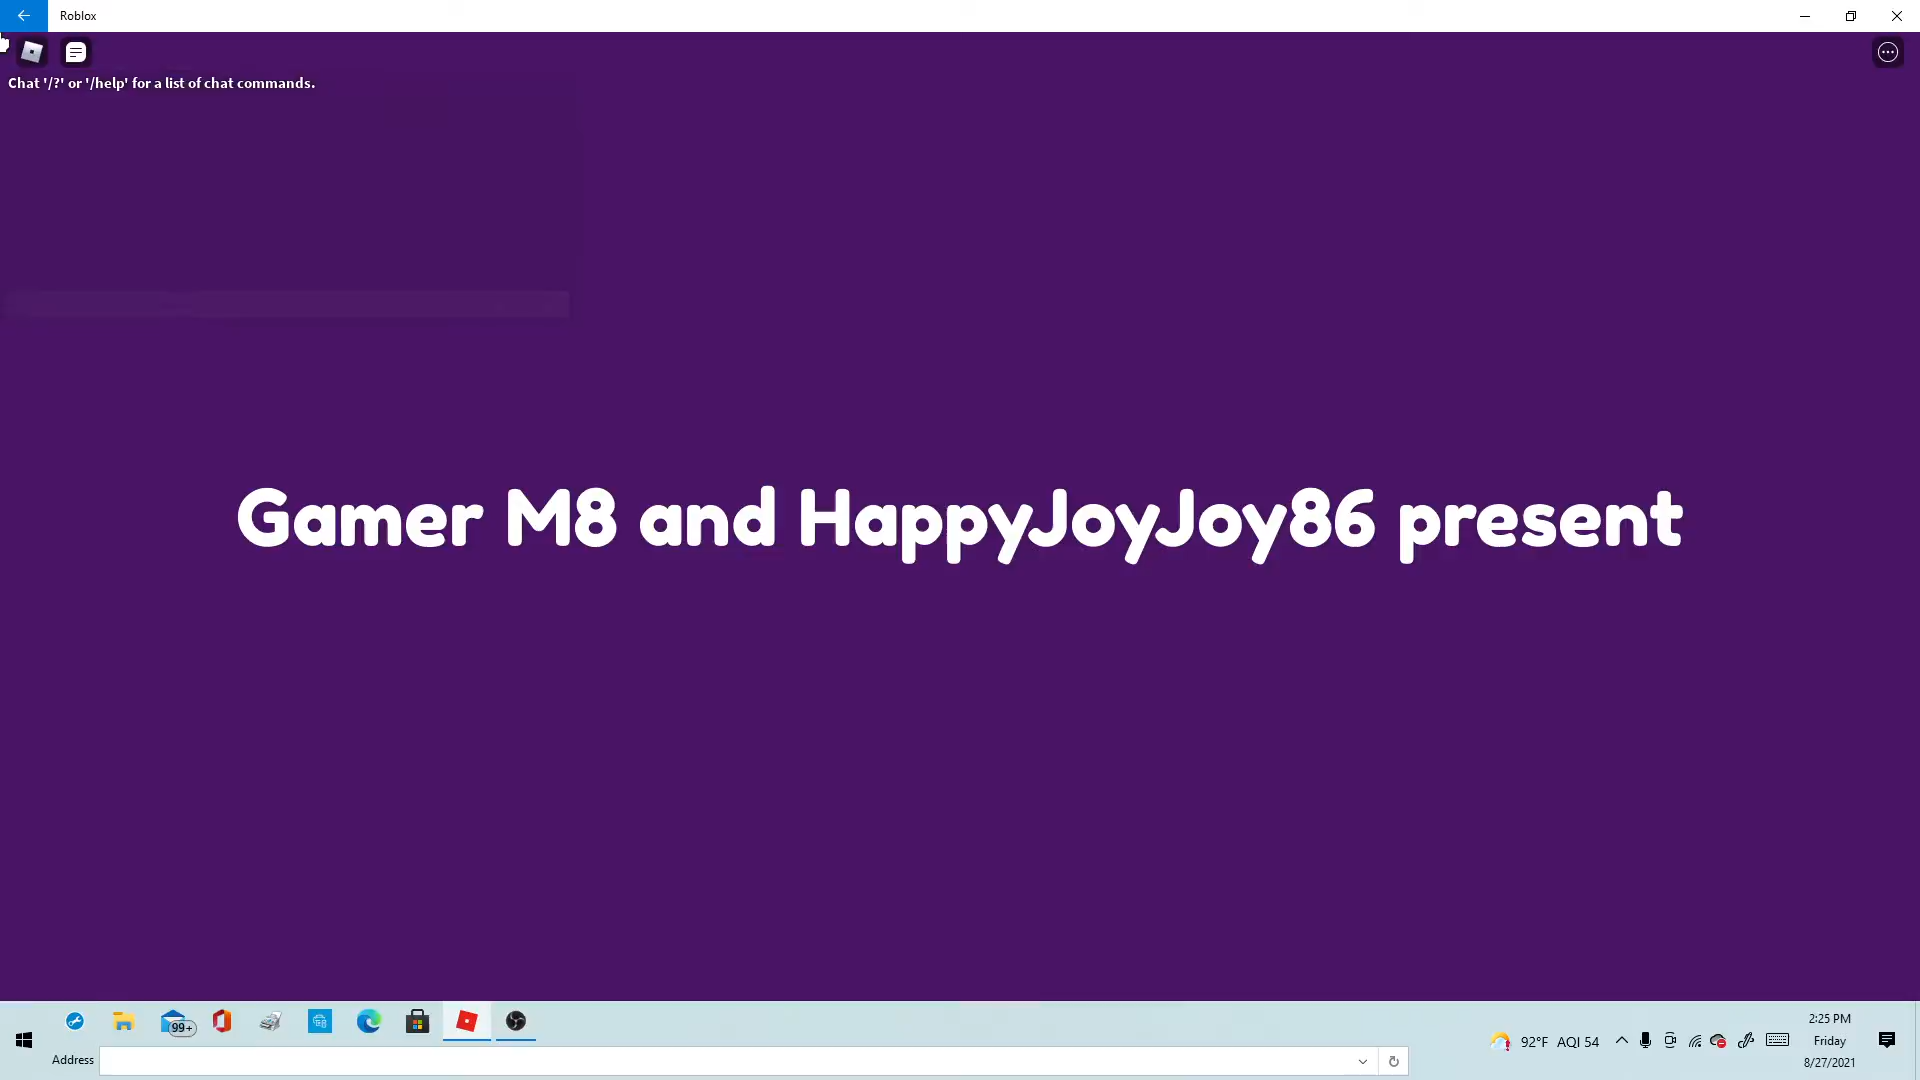 Roblox
Chat '/?' or '/help' for a list of chat commands.
Gamer M8 and HappyJoyJoy86 present
99+
92°F AQI 54
2:25 PM
Friday
8/27/2021
Address